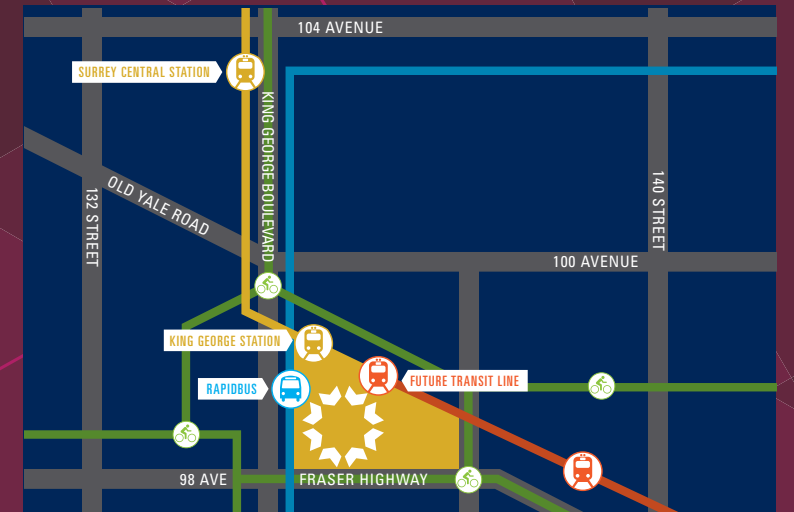 104 AVENUE
SURREY CENTRAL STATION
KING GEORGE BOULEVARD
OLD YALE ROAD
132 STREET
140 STREET
100 AVENUE
KING GEORGE STATION
FUTURE TRANSIT LINE
RAPIDBUS
98 AVE
FRASER HIGHWAY